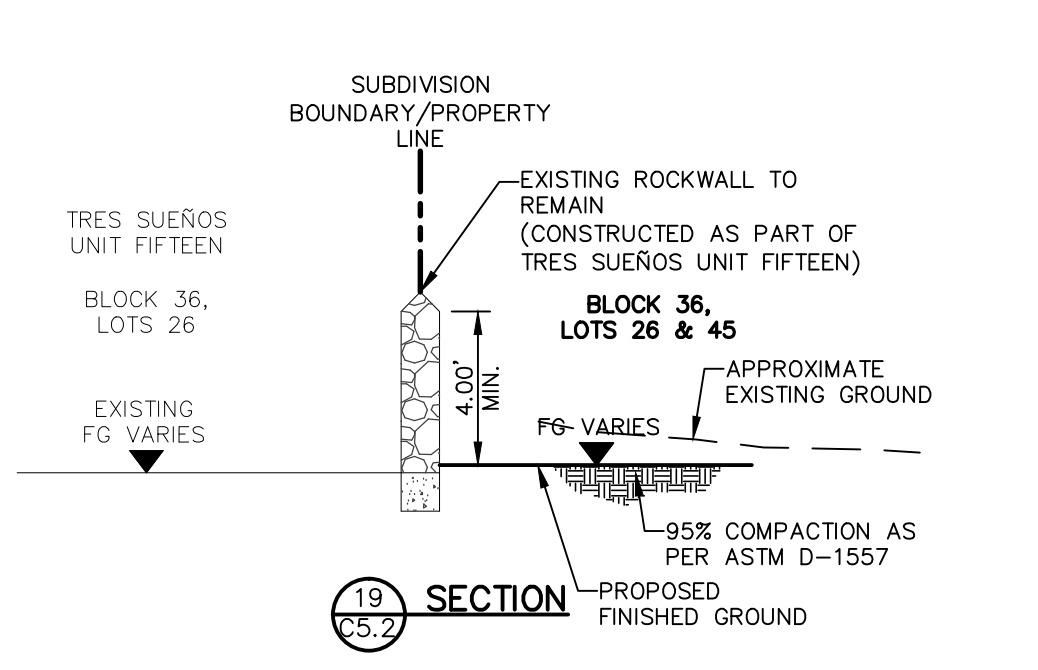 SUBDIVISION
BOUNDARY/PROPERTY
LINE
EXISTING ROCKWALL TO
REMAIN
(CONSTRUCTED AS PART OF
TRES SUEÑOS UNIT FIFTEEN)
TRES SUEÑOS
UNIT FIFTEEN
BLOCK 36,
LOTS 26
BLOCK 36,
LOTS 26 & 45
4.00'
MIN.
APPROXIMATE
EXISTING GROUND
EXISTING
FG VARIES
FG VARIES
95% COMPACTION AS
PER ASTM D-1557
PROPOSED
FINISHED GROUND
19
C5.2
SECTION